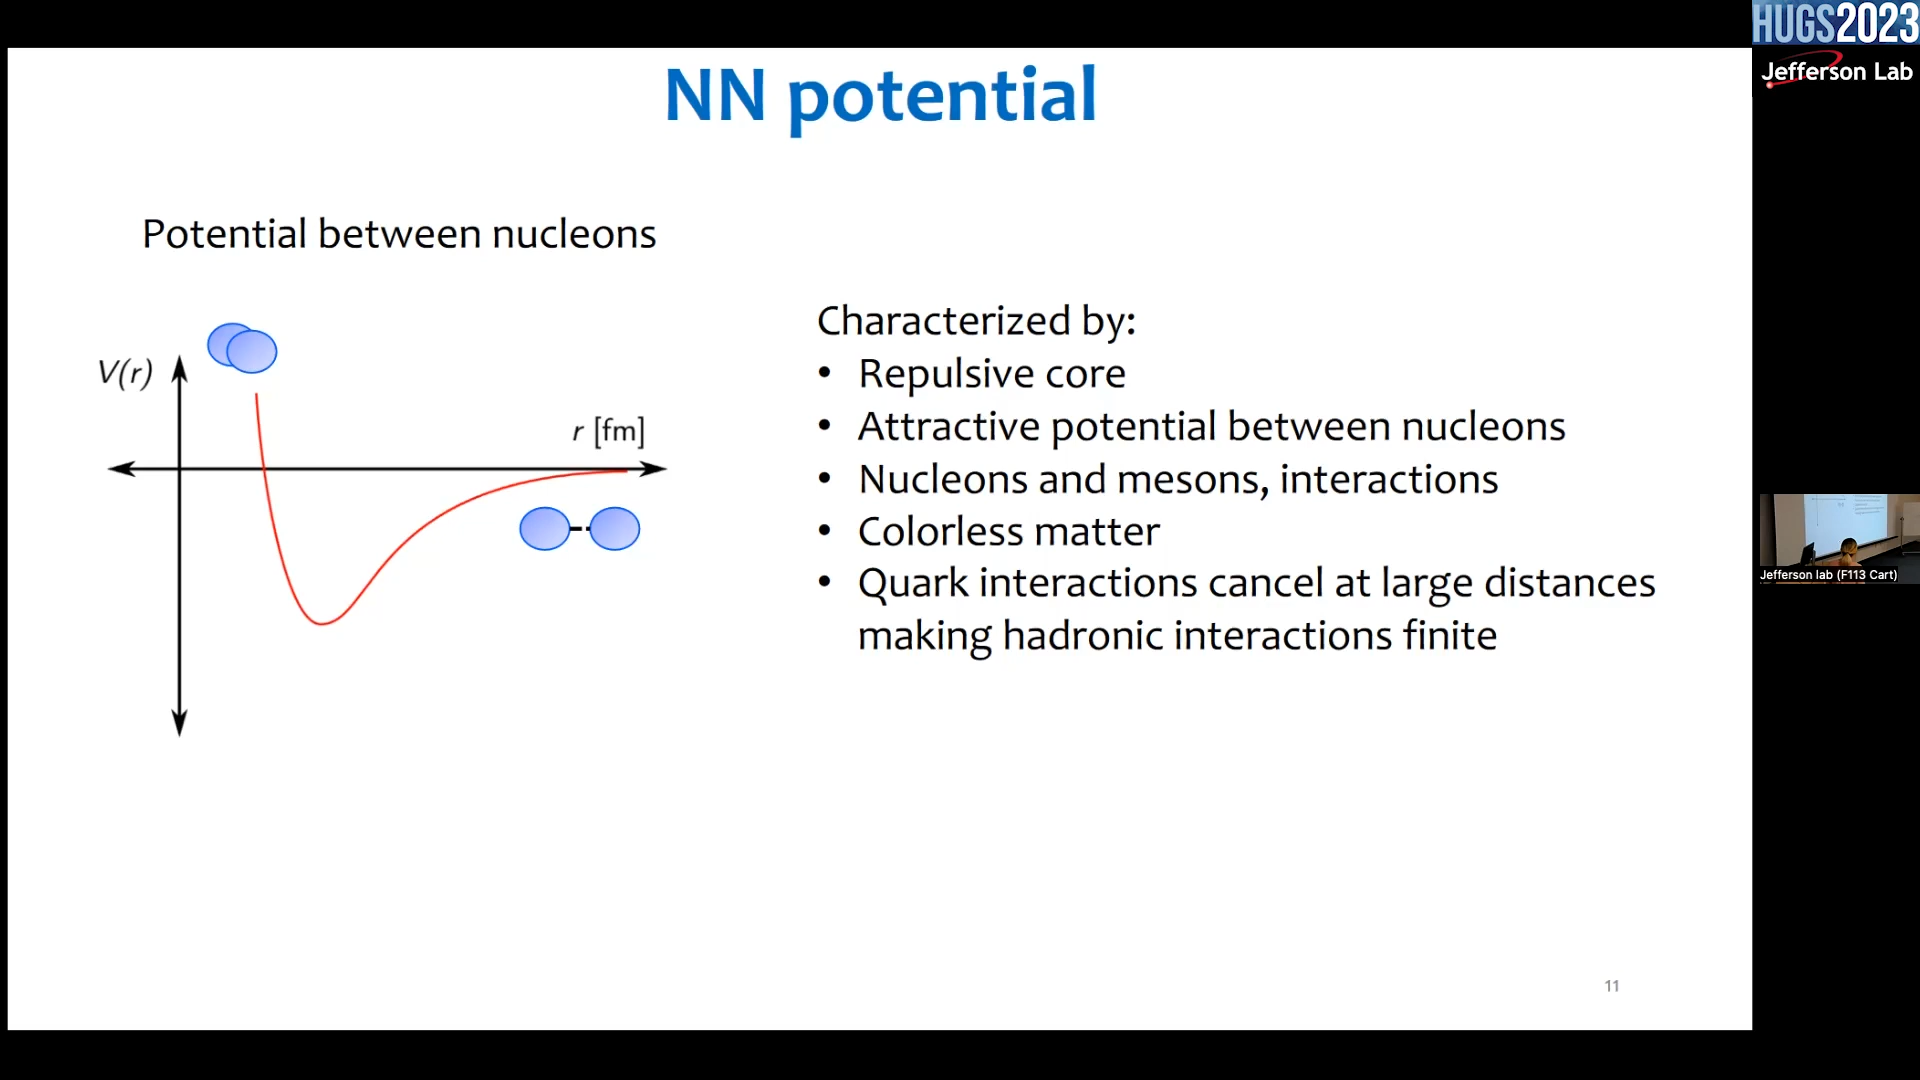 HUGS2023
Jefferson Lab
NN potential
Potential between nucleons
V(r)
r [fm]
Characterized by:
• Repulsive core
• Attractive potential between nucleons
• Nucleons and mesons, interactions
• Colorless matter
• Quark interactions cancel at large distances
making hadronic interactions finite
Jefferson lab (F113 Cart)
11